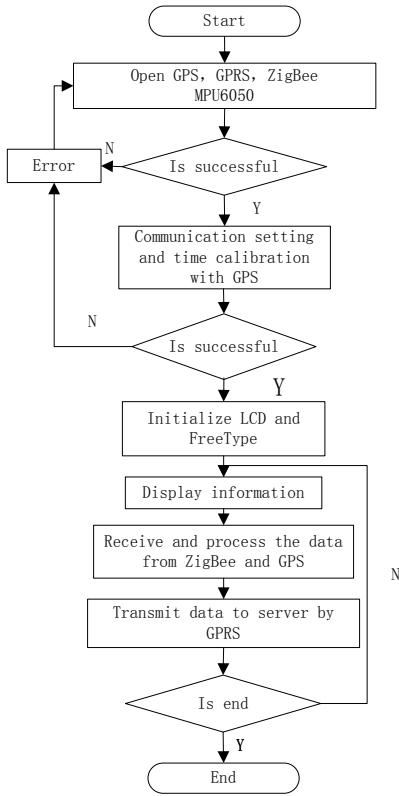 Start
Open GPS, GPRS, ZigBee
MPU6050
N
Error
Is successful
Y
Communication setting
and time calibration
with GPS
N
Is successful
Y
Initialize LCD and
FreeType
Display information
Receive and process the data
from ZigBee and GPS
N
Transmit data to server by
GPRS
Is end
Y
End